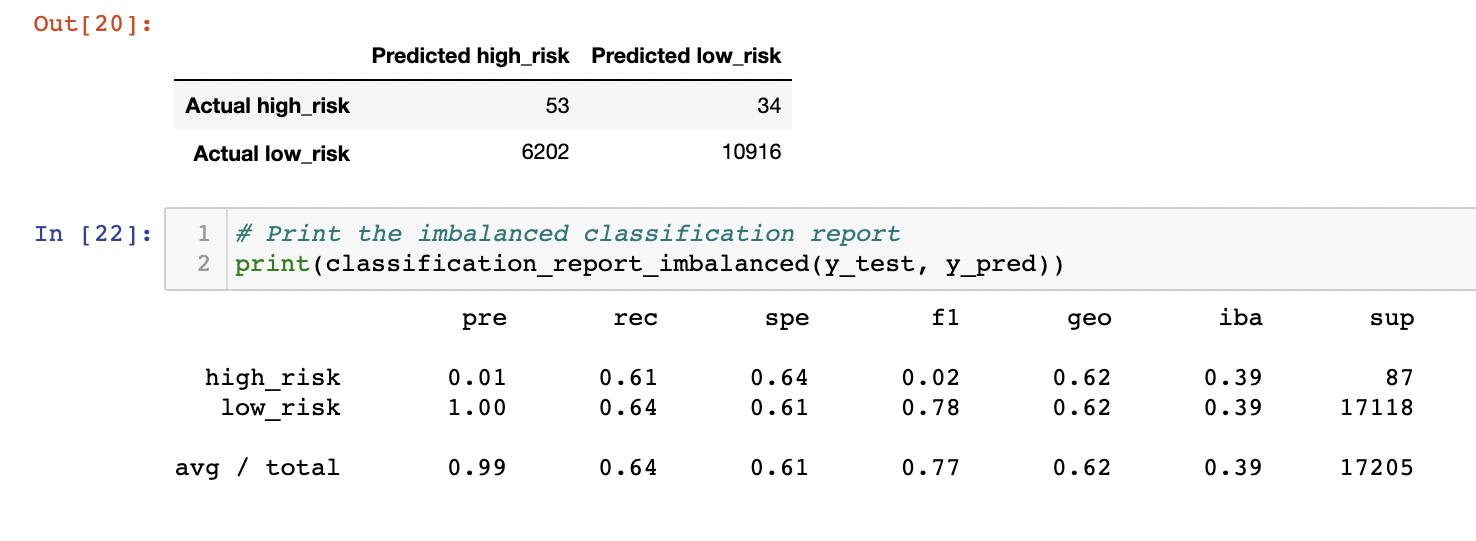 Out[20]:
Predicted high_risk Predicted low_risk
Actual high_risk 53 34
Actual low_risk 6202 10916
In [22]: 1 # Print the imbalanced classification report
2 print(classification_report_imbalanced(y_test, y_pred))
pre rec spe f1 geo iba sup
high_risk 0.01 0.61 0.64 0.02 0.62 0.39 87
low_risk 1.00 0.64 0.61 0.78 0.62 0.39 17118
avg / total 0.99 0.64 0.61 0.77 0.62 0.39 17205